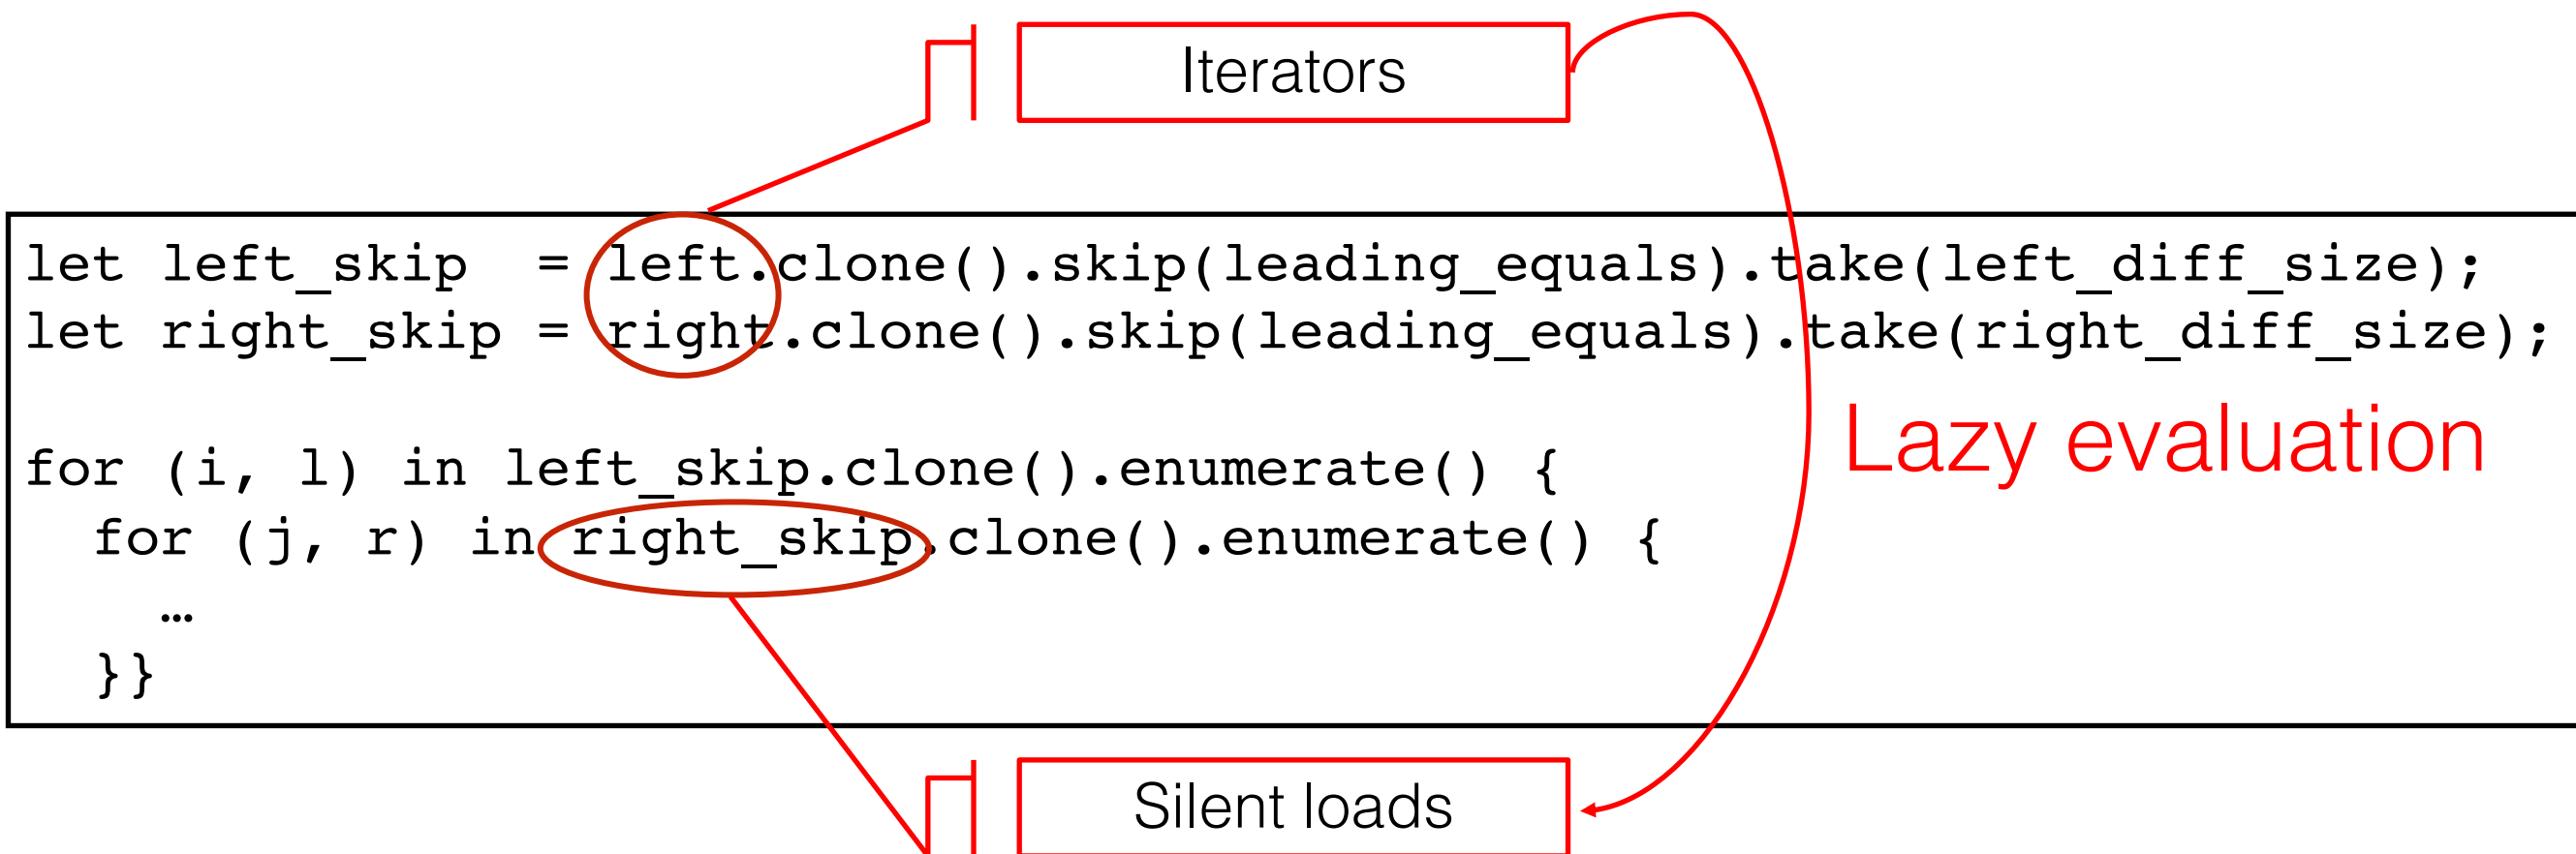 Iterators
let left_skip  = left.clone().skip(leading_equals).take(left_diff_size);
let right_skip = right.clone().skip(leading_equals).take(right_diff_size);
Lazy evaluation
for (i, l) in left_skip.clone().enumerate() {
  for (j, r) in right_skip.clone().enumerate() {
    …
  }}
Silent loads